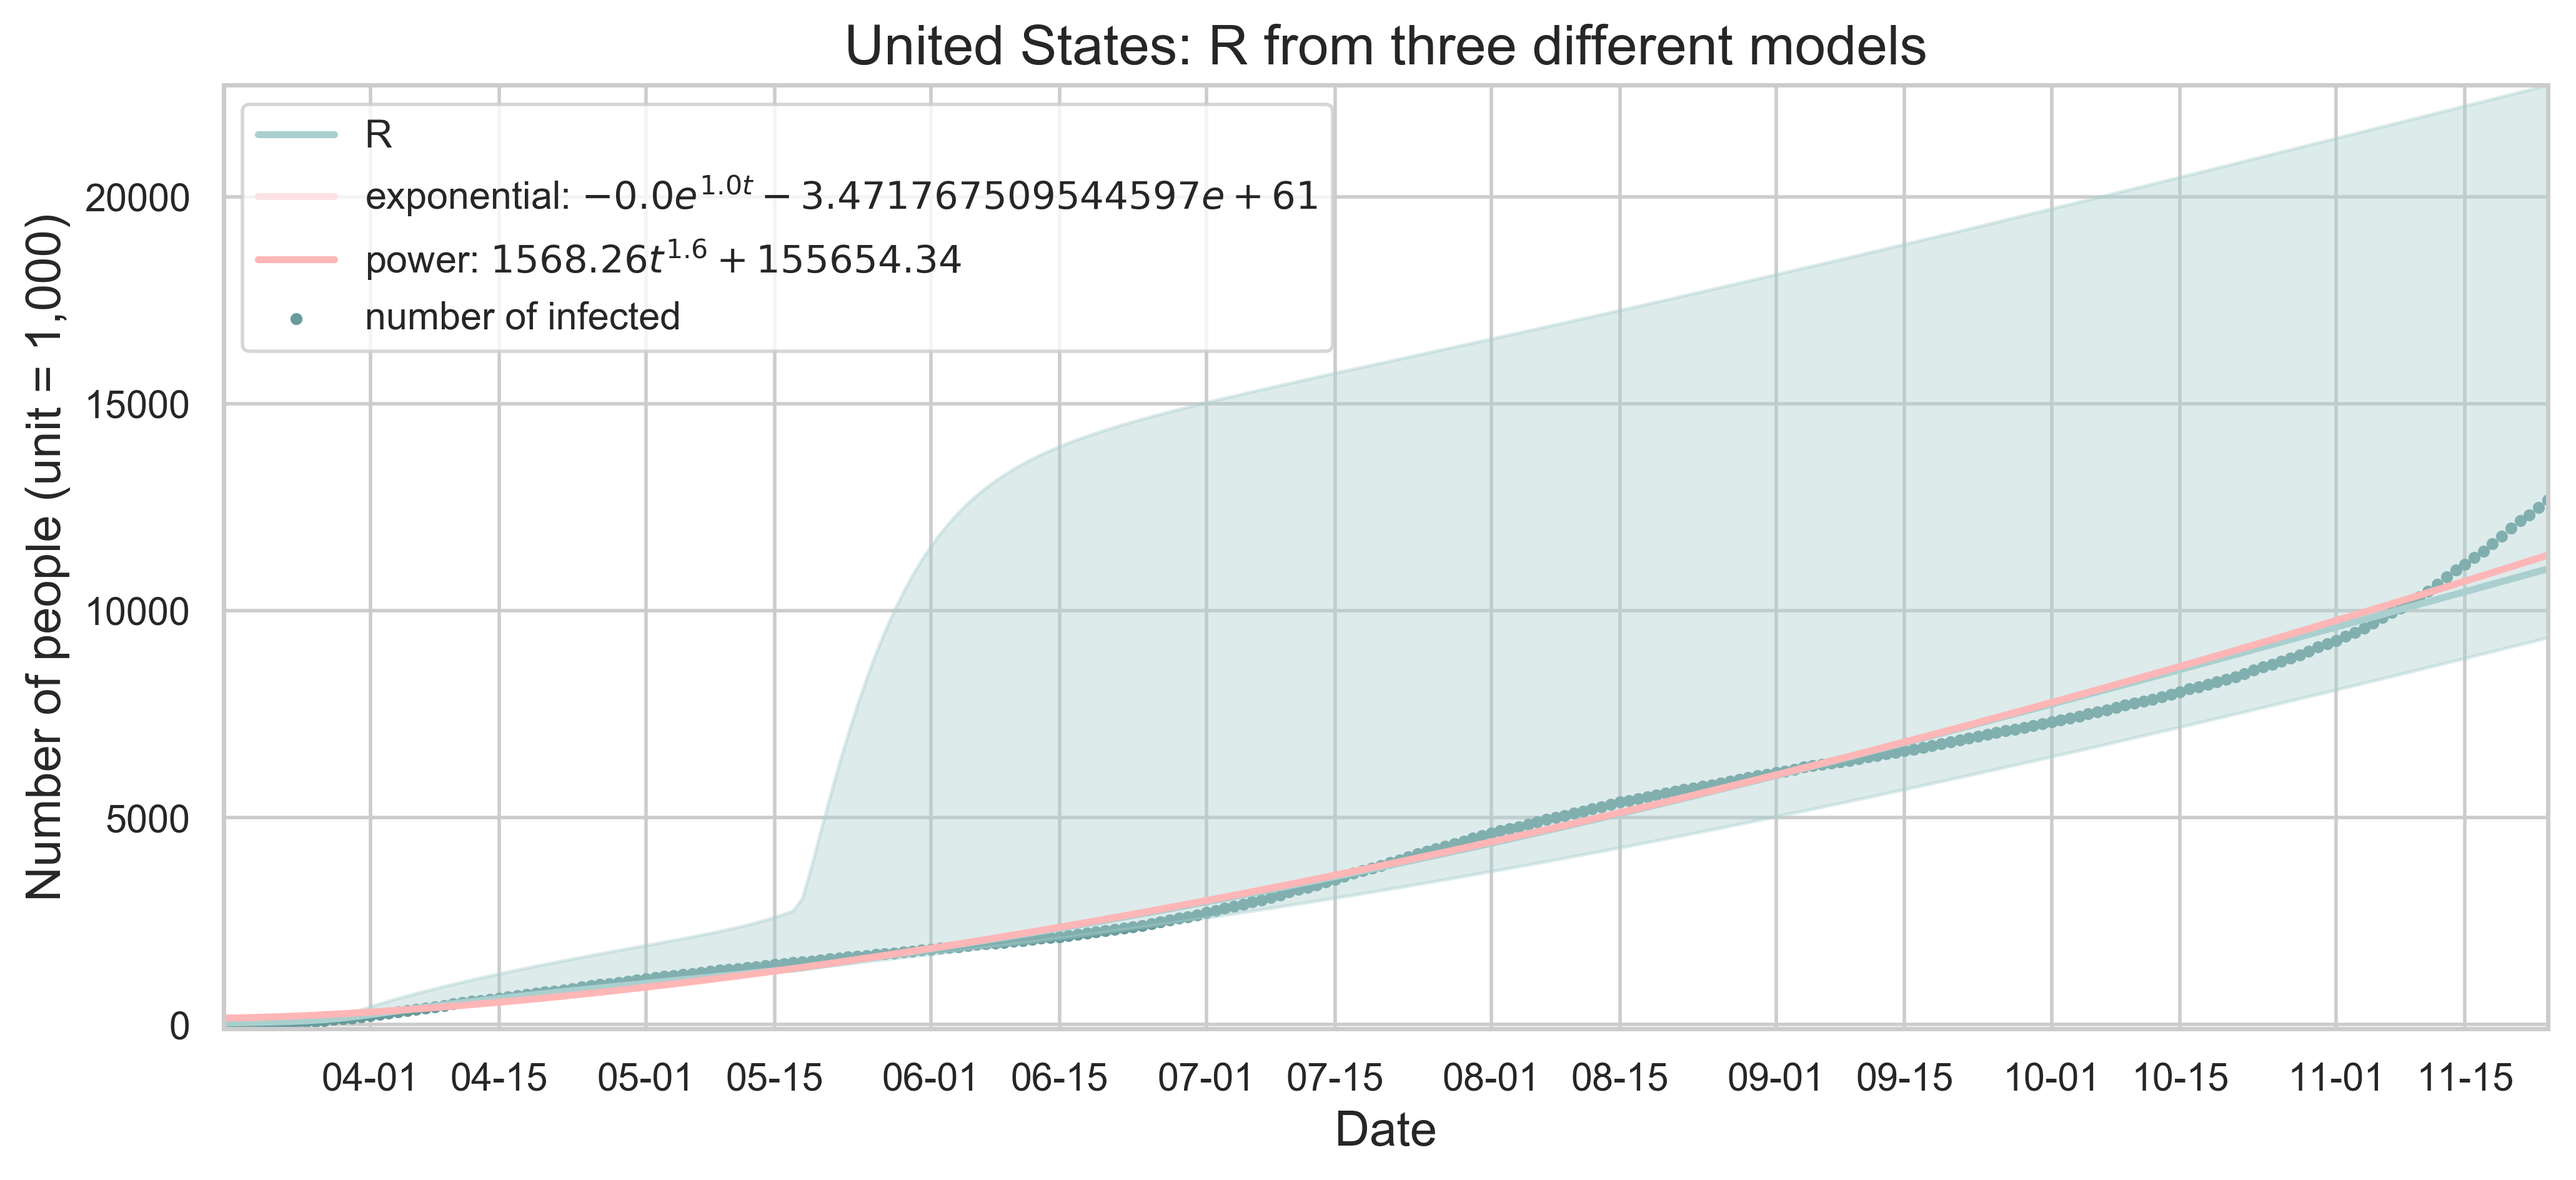 United States: R from three different models
R
exponential: −0.0e^1.0t − 3.4717675095445​97e + 61
power: 1568.26t^1.6 + 155654.34
number of infected
Number of people (unit = 1,000)
20000
15000
10000
5000
0
04-01 04-15 05-01 05-15 06-01 06-15 07-01 07-15 08-01 08-15 09-01 09-15 10-01 10-15 11-01 11-15
Date